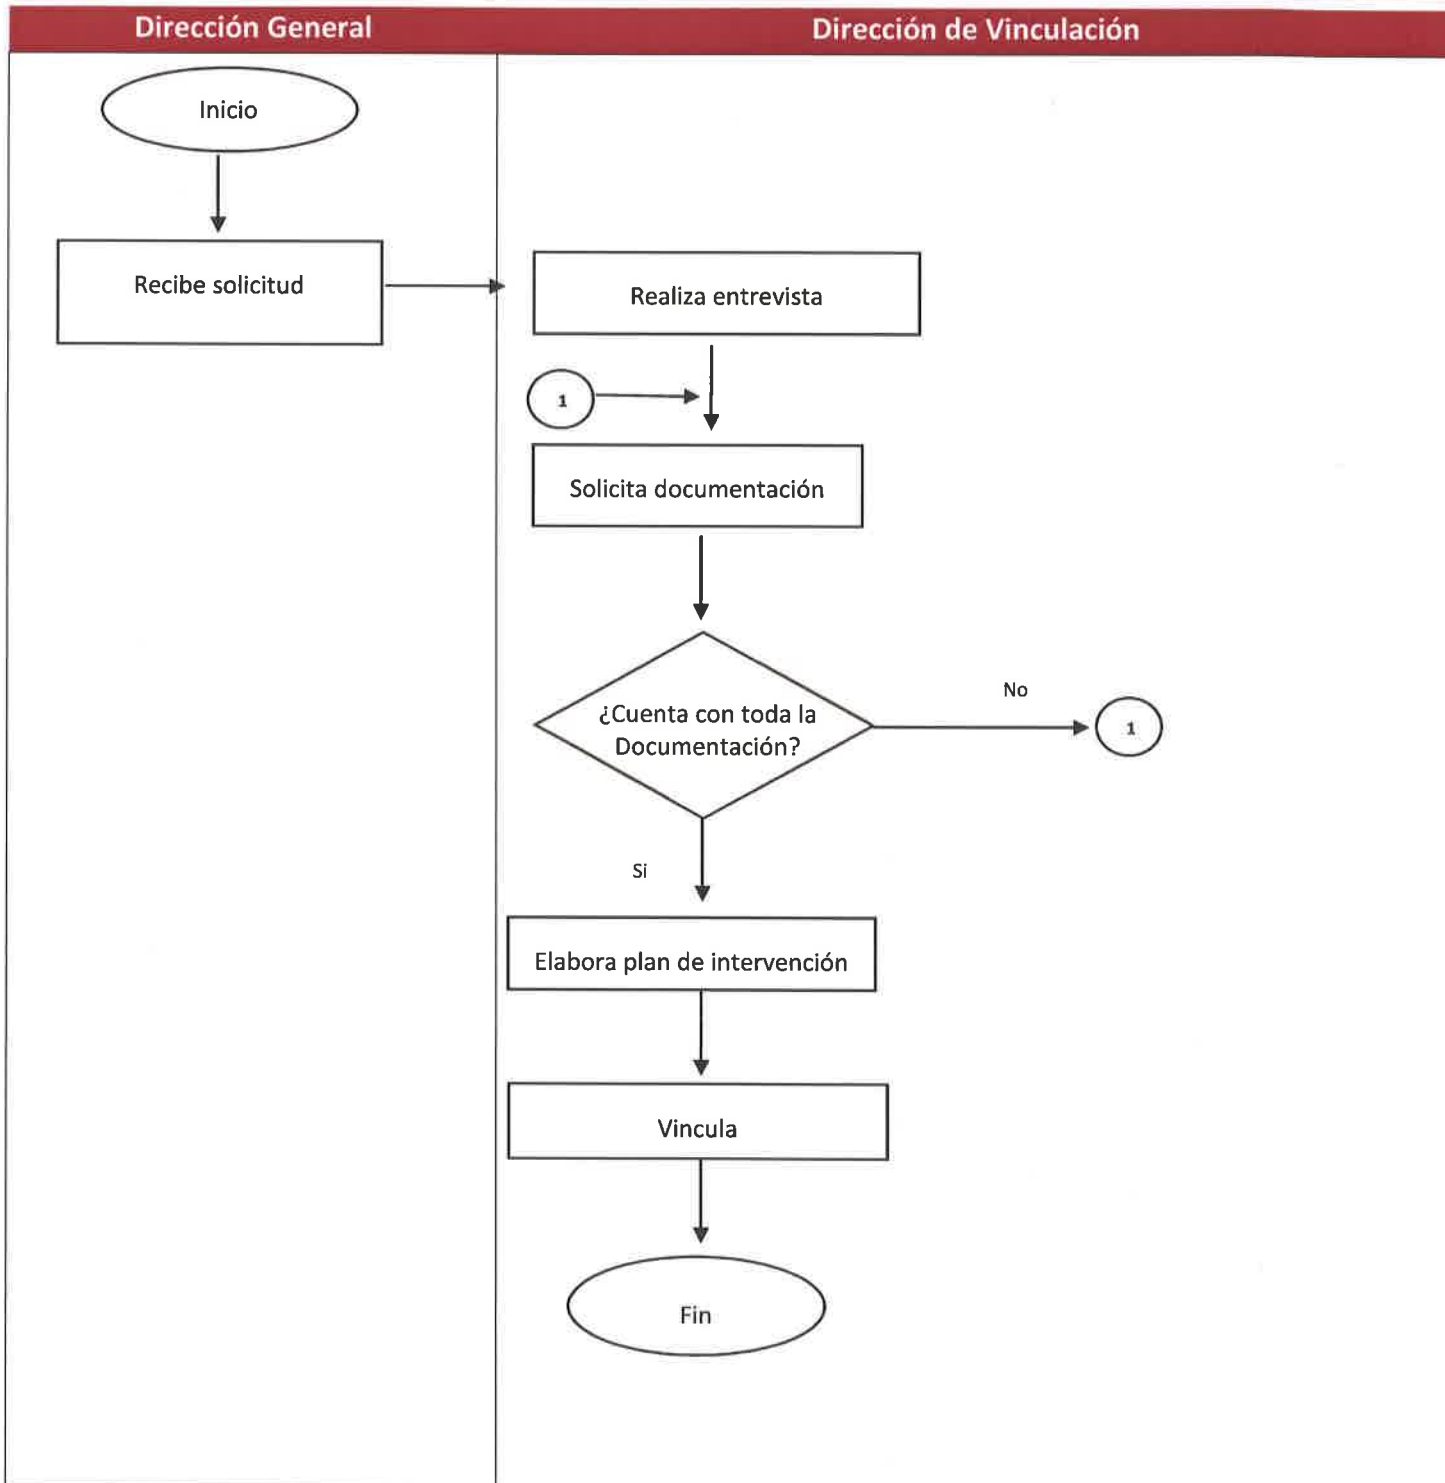 Dirección General
Dirección de Vinculación
Inicio
Recibe solicitud
Realiza entrevista
1
Solicita documentación
¿Cuenta con toda la
Documentación?
No
1
Si
Elabora plan de intervención
Vincula
Fin